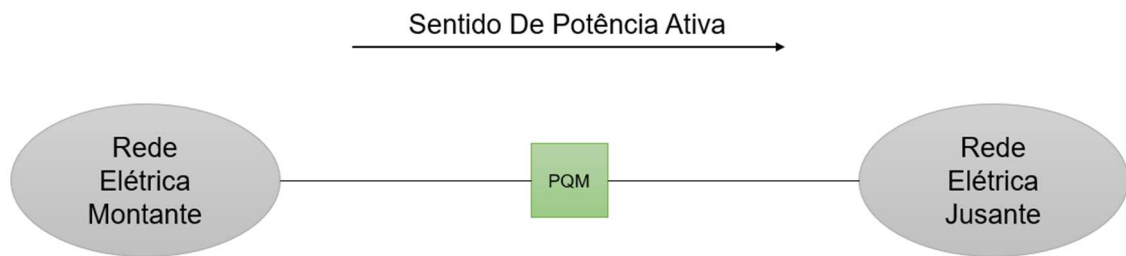 Sentido De Potência Ativa
Rede
Elétrica
Montante
PQM
Rede
Elétrica
Jusante